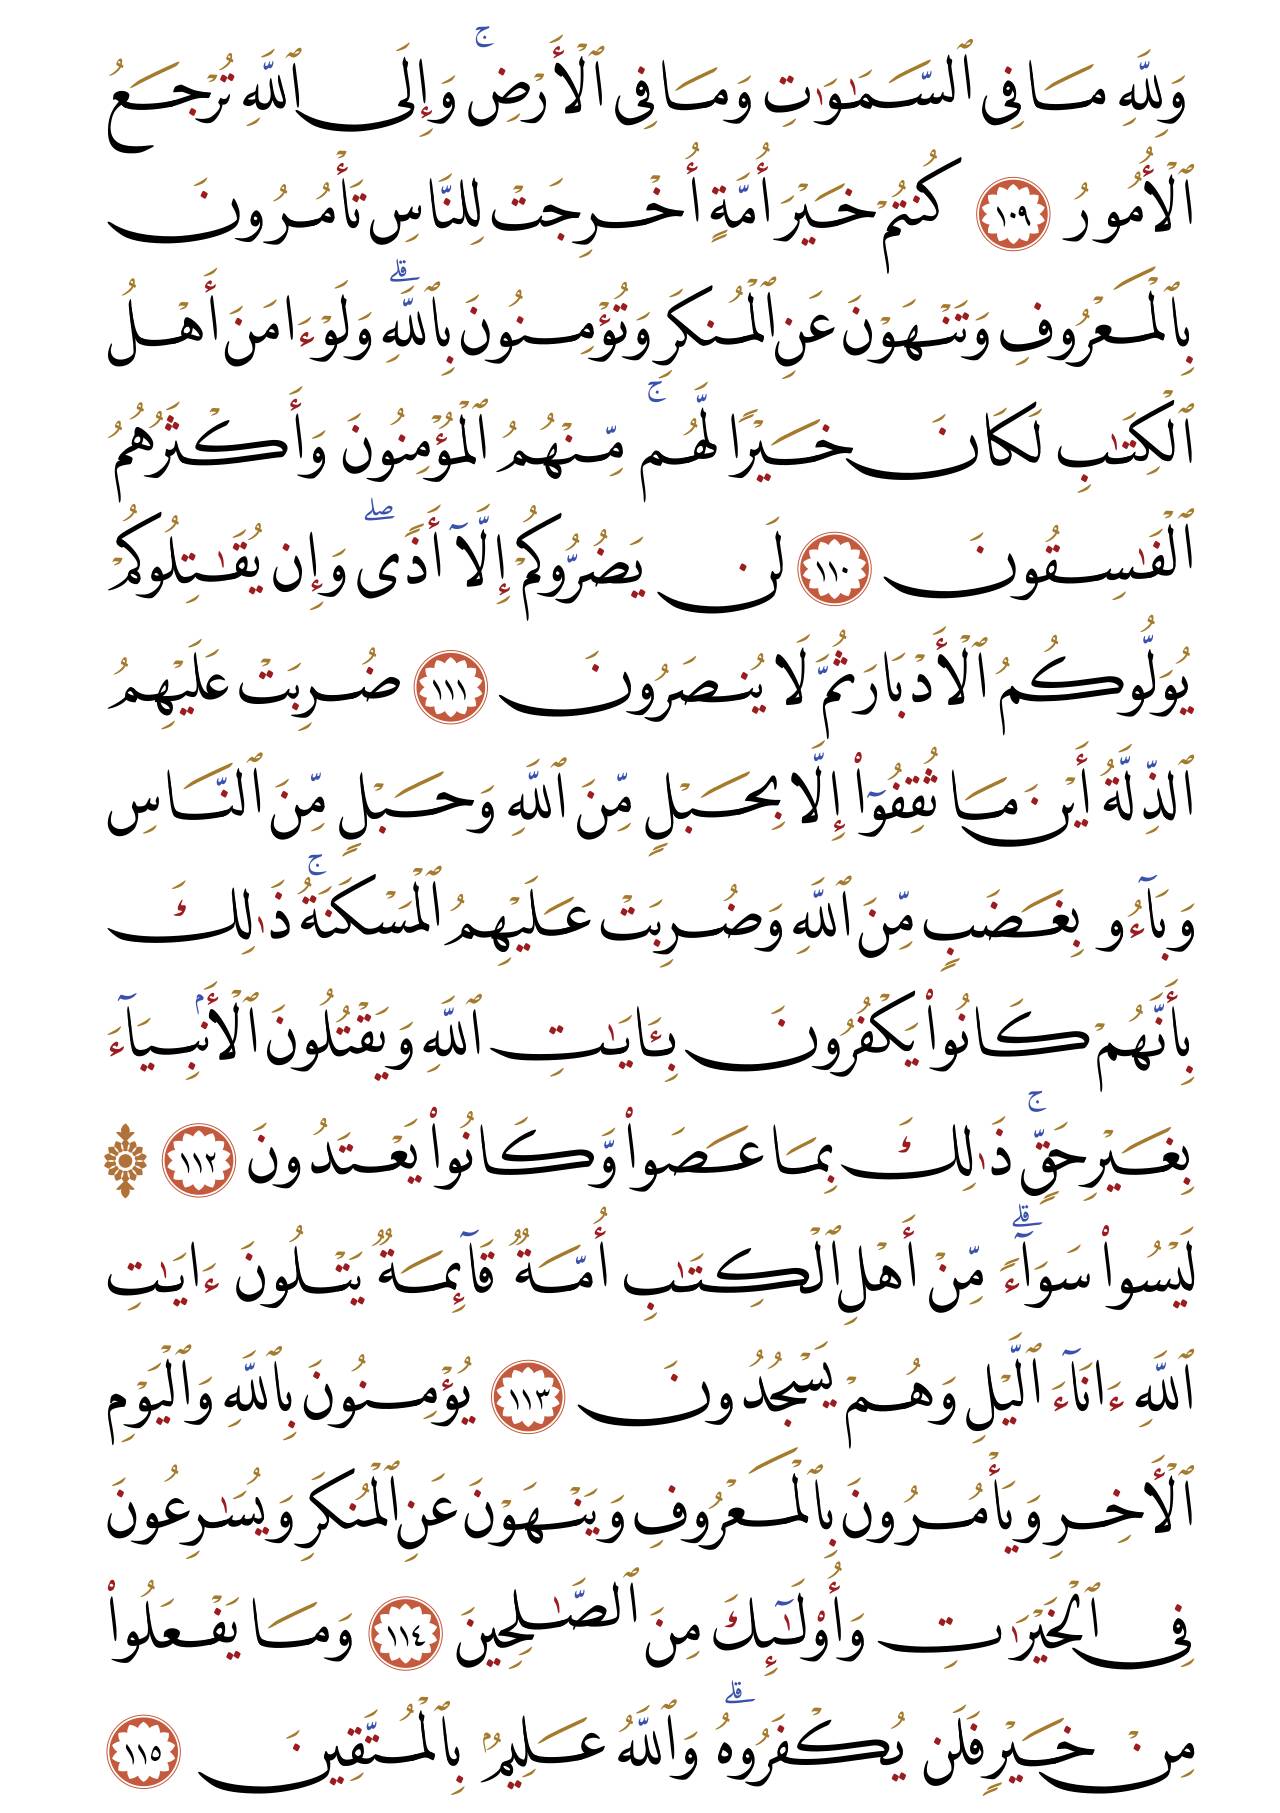 وَلِلَّهِ مَا فِى ٱلسَّمَـٰوَٰتِ وَمَا فِى ٱلْأَرْضِ ۚ وَإِلَى ٱللَّهِ تُرْجَعُ
ٱلْأُمُورُ ١٠٩ كُنتُمْ خَيْرَ أُمَّةٍ أُخْرِجَتْ لِلنَّاسِ تَأْمُرُونَ
بِٱلْمَعْرُوفِ وَتَنْهَوْنَ عَنِ ٱلْمُنكَرِ وَتُؤْمِنُونَ بِٱللَّهِ ۗ وَلَوْ ءَامَنَ أَهْلُ
ٱلْكِتَـٰبِ لَكَانَ خَيْرًا لَّهُم ۚ مِّنْهُمُ ٱلْمُؤْمِنُونَ وَأَكْثَرُهُمُ
ٱلْفَـٰسِقُونَ ١١٠ لَن يَضُرُّوكُمْ إِلَّآ أَذًى ۖ وَإِن يُقَـٰتِلُوكُمْ
يُوَلُّوكُمُ ٱلْأَدْبَارَ ثُمَّ لَا يُنصَرُونَ ١١١ ضُرِبَتْ عَلَيْهِمُ
ٱلذِّلَّةُ أَيْنَ مَا ثُقِفُوٓا۟ إِلَّا بِحَبْلٍ مِّنَ ٱللَّهِ وَحَبْلٍ مِّنَ ٱلنَّاسِ
وَبَآءُو بِغَضَبٍ مِّنَ ٱللَّهِ وَضُرِبَتْ عَلَيْهِمُ ٱلْمَسْكَنَةُ ۚ ذَٰلِكَ
بِأَنَّهُمْ كَانُوا۟ يَكْفُرُونَ بِـَٔايَـٰتِ ٱللَّهِ وَيَقْتُلُونَ ٱلْأَنۢبِيَآءَ
بِغَيْرِ حَقٍّ ۚ ذَٰلِكَ بِمَا عَصَوا۟ وَّكَانُوا۟ يَعْتَدُونَ ١١٢ ۞
لَيْسُوا۟ سَوَآءً ۗ مِّنْ أَهْلِ ٱلْكِتَـٰبِ أُمَّةٌ قَآئِمَةٌ يَتْلُونَ ءَايَـٰتِ
ٱللَّهِ ءَانَآءَ ٱلَّيْلِ وَهُمْ يَسْجُدُونَ ١١٣ يُؤْمِنُونَ بِٱللَّهِ وَٱلْيَوْمِ
ٱلْأَخِرِ وَيَأْمُرُونَ بِٱلْمَعْرُوفِ وَيَنْهَوْنَ عَنِ ٱلْمُنكَرِ وَيُسَـٰرِعُونَ
فِى ٱلْخَيْرَٰتِ وَأُو۟لَـٰٓئِكَ مِنَ ٱلصَّـٰلِحِينَ ١١٤ وَمَا يَفْعَلُوا۟
مِنْ خَيْرٍ فَلَن يُكْفَرُوهُ ۗ وَٱللَّهُ عَلِيمٌۢ بِٱلْمُتَّقِينَ ١١٥